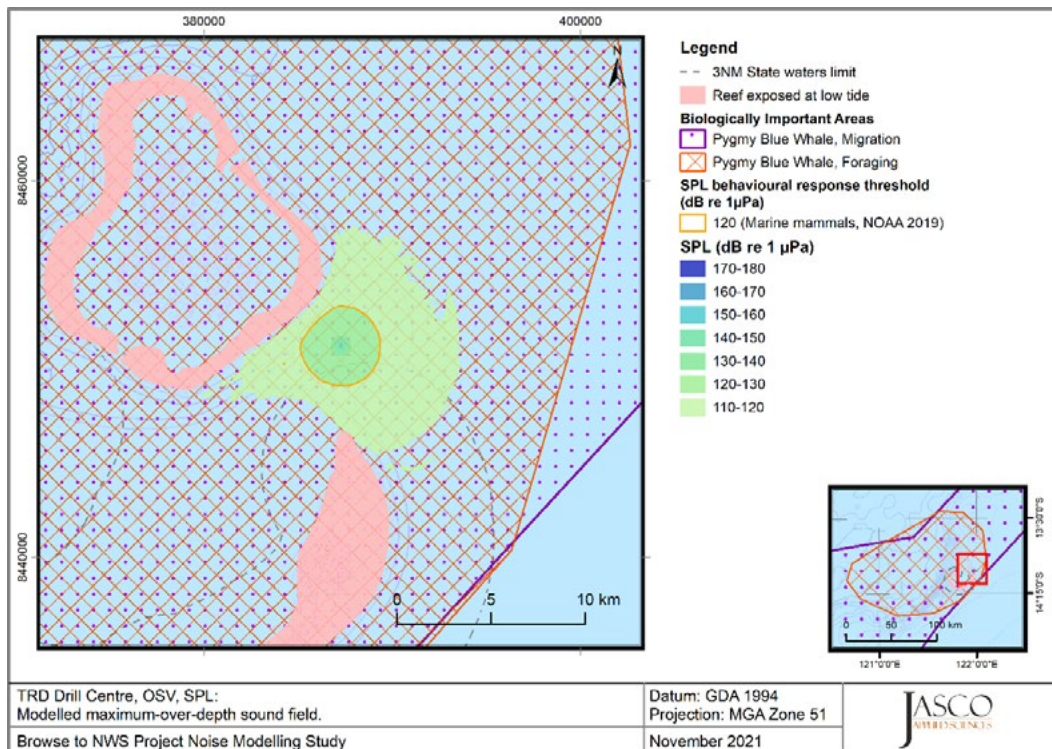 380000
400000
8460000
8440000
N
0 5 10 km
Legend
3NM State waters limit
Reef exposed at low tide
Biologically Important Areas
Pygmy Blue Whale, Migration
Pygmy Blue Whale, Foraging
SPL behavioural response threshold
(dB re 1µPa)
120 (Marine mammals, NOAA 2019)
SPL (dB re 1 µPa)
170-180
160-170
150-160
140-150
130-140
120-130
110-120
13°0'0"S
14°15'0"S
0 50 100 km
121°0'0"E 122°0'0"E
TRD Drill Centre, OSV, SPL:
Modelled maximum-over-depth sound field.
Browse to NWS Project Noise Modelling Study
Datum: GDA 1994
Projection: MGA Zone 51
November 2021
JASCO
APPLIED SCIENCES